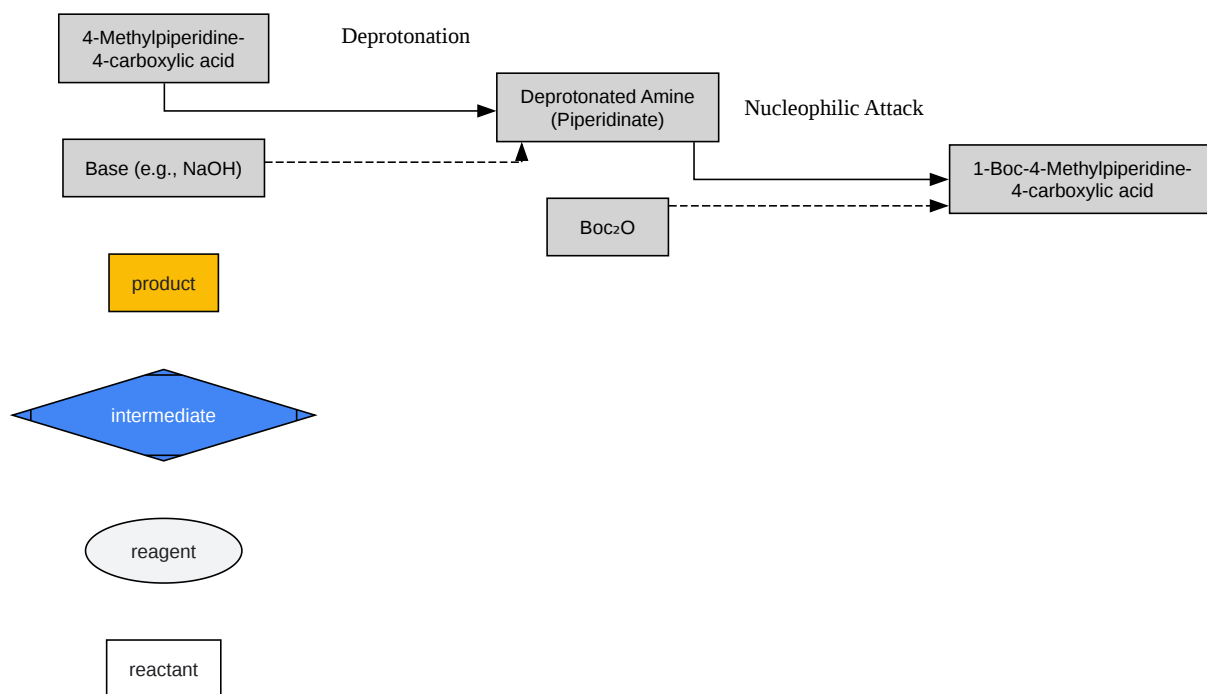 4-Methylpiperidine-
4-carboxylic acid
Deprotonation
Deprotonated Amine
(Piperidinate)
Nucleophilic Attack
Base (e.g., NaOH)
1-Boc-4-Methylpiperidine-
4-carboxylic acid
Boc₂O
product
intermediate
reagent
reactant